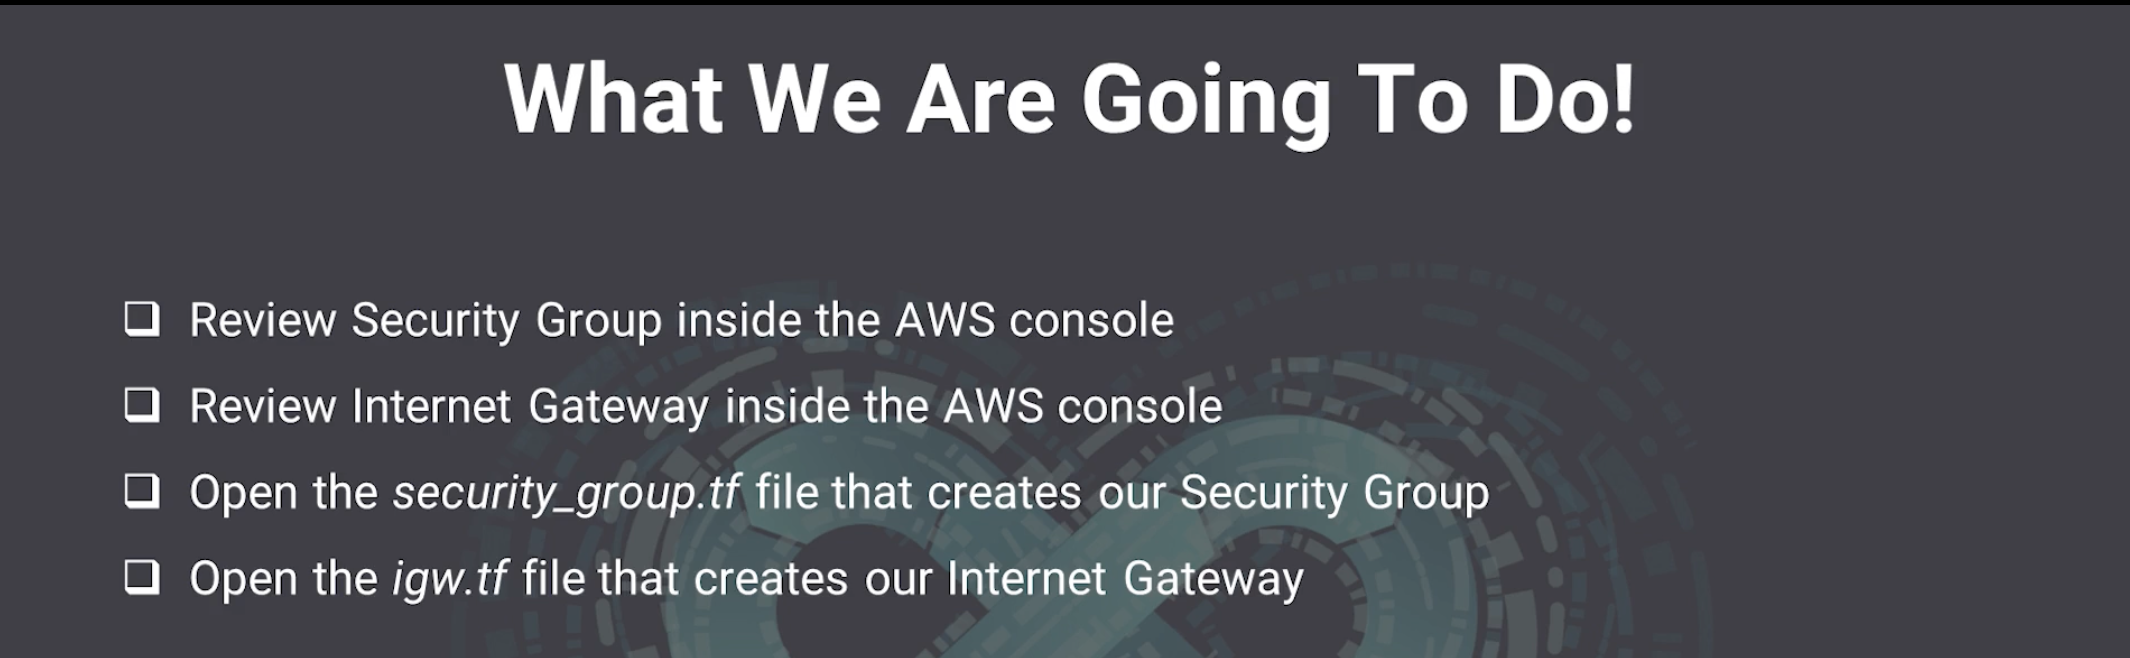 What We Are Going To Do!
❑ Review Security Group inside the AWS console
❑ Review Internet Gateway inside the AWS console
❑ Open the security_group.tf file that creates our Security Group
❑ Open the igw.tf file that creates our Internet Gateway